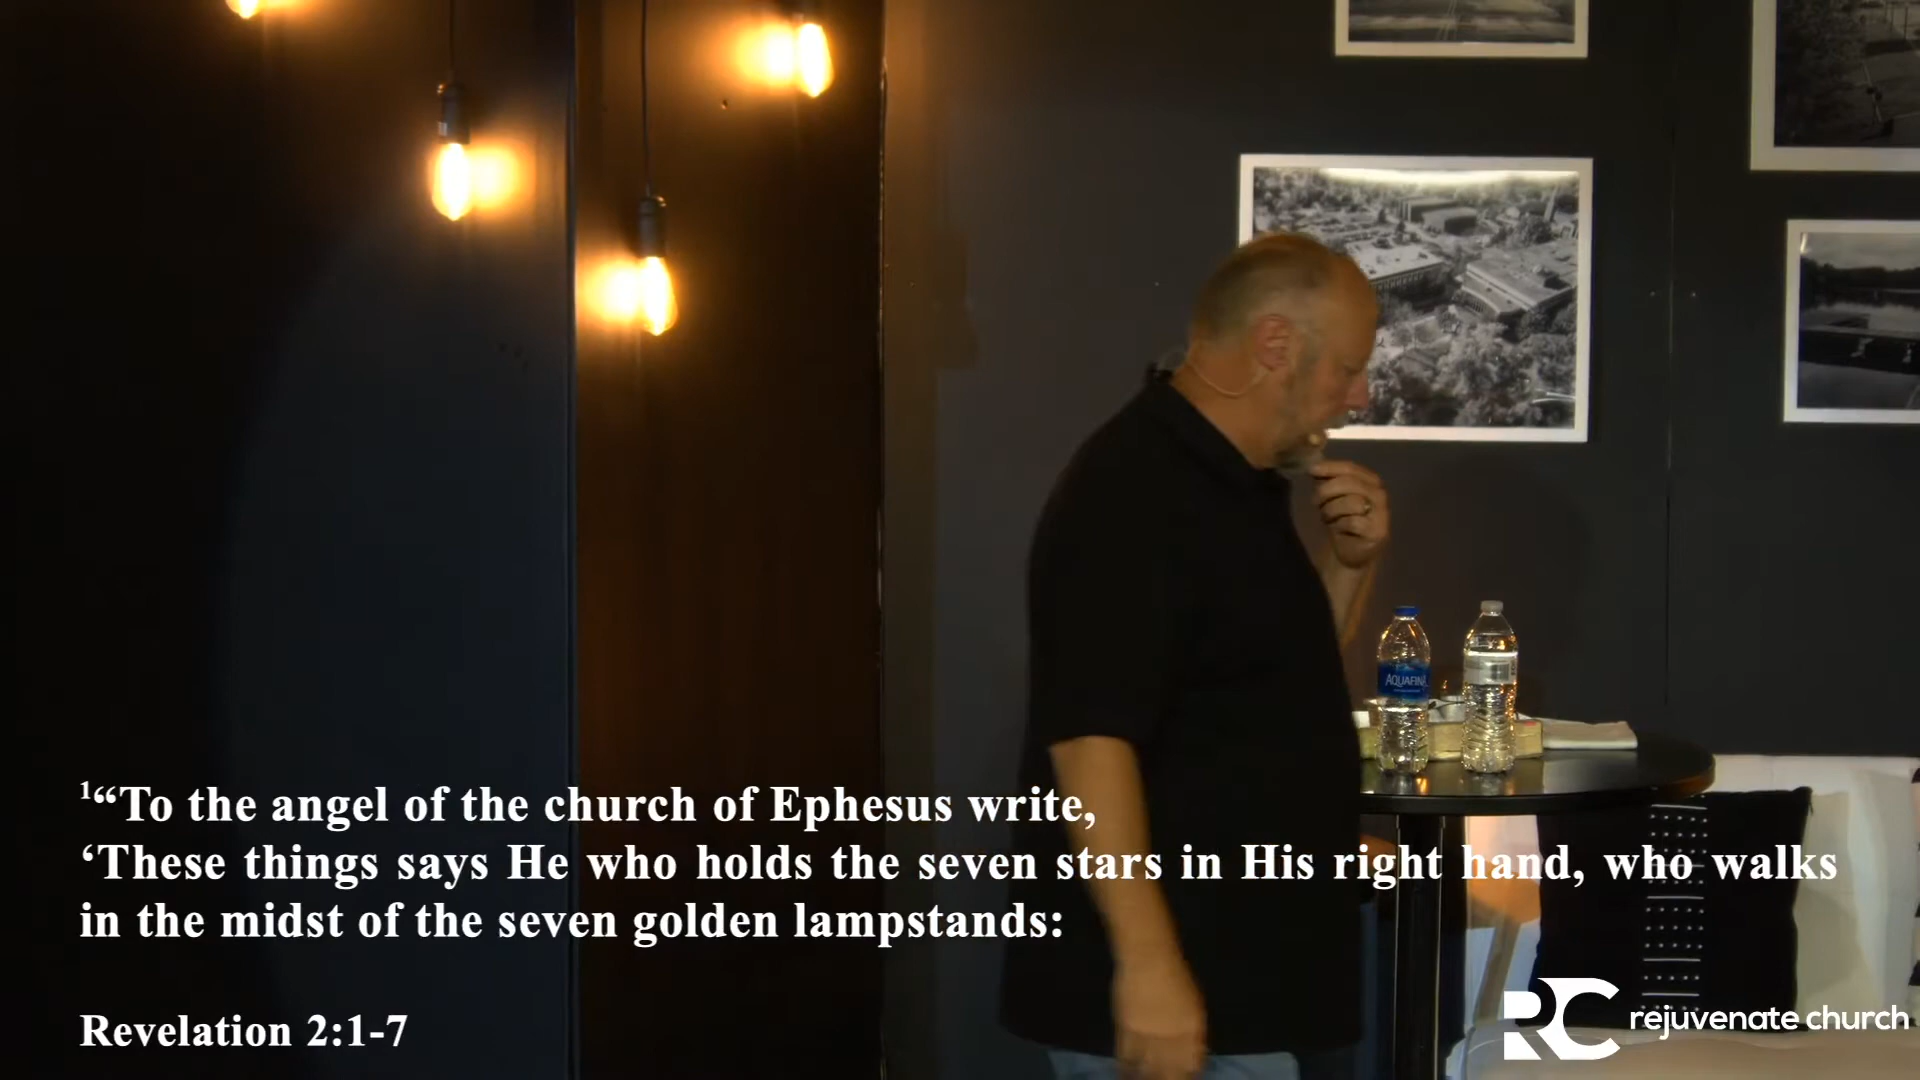 AQUAFINA
¹“To the angel of the church of Ephesus write,
‘These things says He who holds the seven stars in His right hand, who walks
in the midst of the seven golden lampstands:
Revelation 2:1-7
RC rejuvenate church